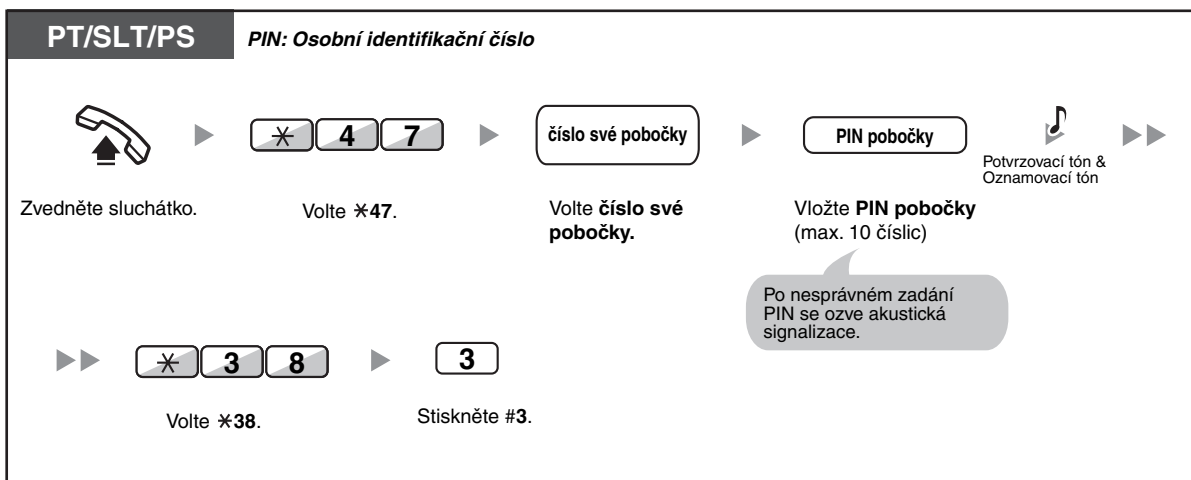 PT/SLT/PS
PIN: Osobní identifikační číslo
✳ 4 7
číslo své pobočky
PIN pobočky
Potvrzovací tón &
Oznamovací tón
Zvedněte sluchátko.
Volte ✳47.
Volte číslo své
pobočky.
Vložte PIN pobočky
(max. 10 číslic)
Po nesprávném zadání
PIN se ozve akustická
signalizace.
✳ 3 8
3
Volte ✳38.
Stiskněte #3.